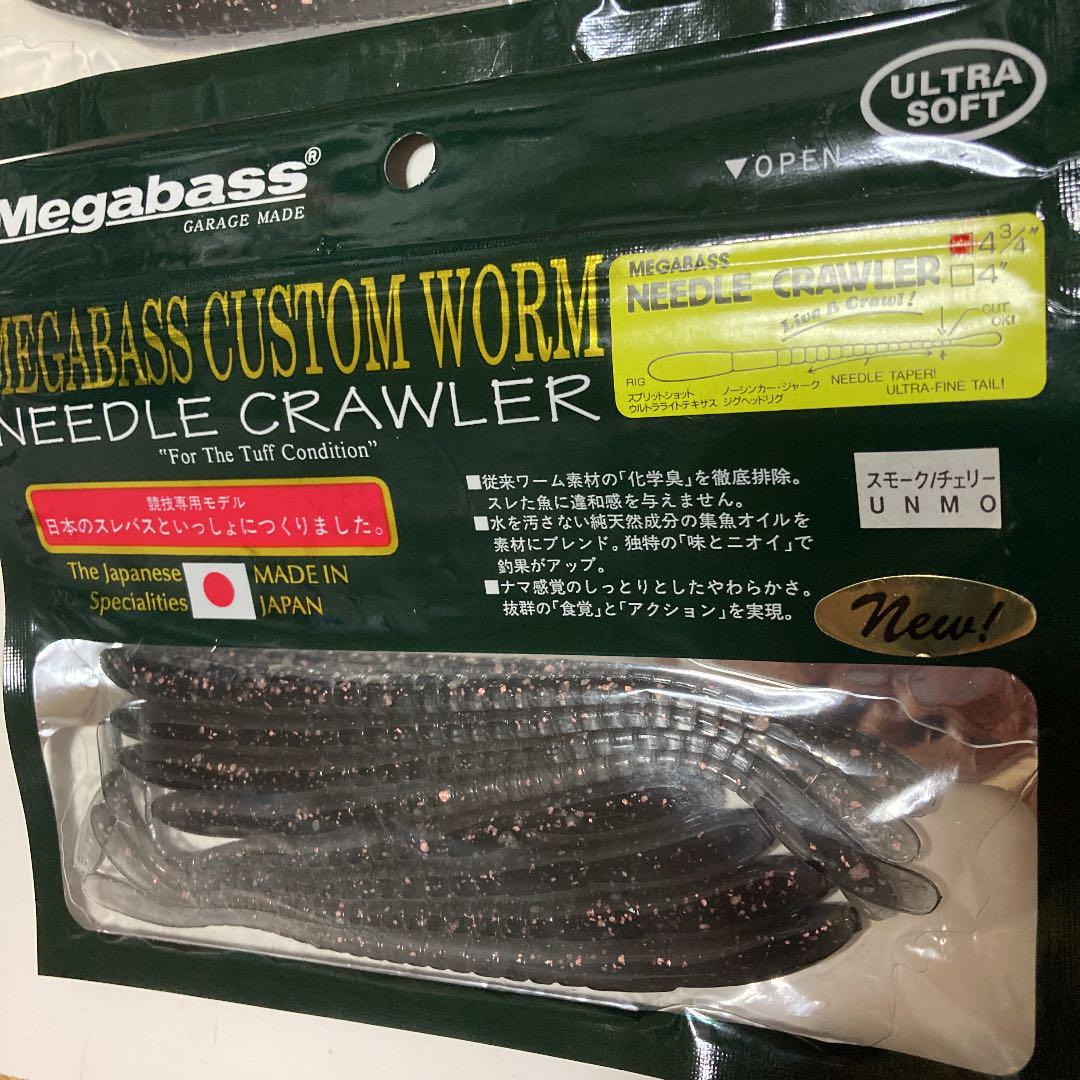 ULTRA
SOFT
▼OPEN
Megabass®
GARAGE MADE
MEGABASS CUSTOM WORM
NEEDLE CRAWLER
"For The Tuff Condition"
MEGABASS
NEEDLE CRAWLER
4 3/4"
4"
Live A Crawl!
CUT
OK!
RIG
スプリットショット ノーシンカー・ジャーク
ウルトラライトテキサス ジグヘッドリグ
NEEDLE TAPER!
ULTRA-FINE TAIL!
競技専用モデル
日本のスレバスといっしょにつくりました。
The Japanese
Specialities
MADE IN
JAPAN
■従来ワーム素材の「化学臭」を徹底排除。
スレた魚に違和感を与えません。
■水を汚さない純天然成分の集魚オイルを
素材にブレンド。独特の「味とニオイ」で
釣果がアップ。
■ナマ感覚のしっとりとしたやわらかさ。
抜群の「食覚」と「アクション」を実現。
スモーク/チェリー
UNMO
New!